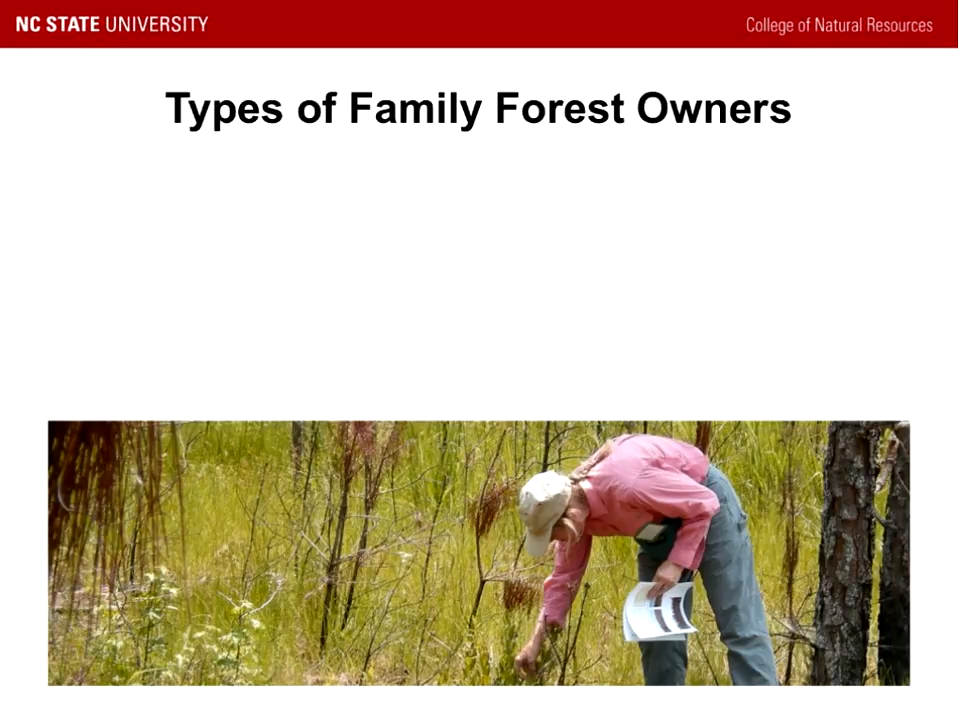 NC STATE UNIVERSITY
College of Natural Resources
Types of Family Forest Owners